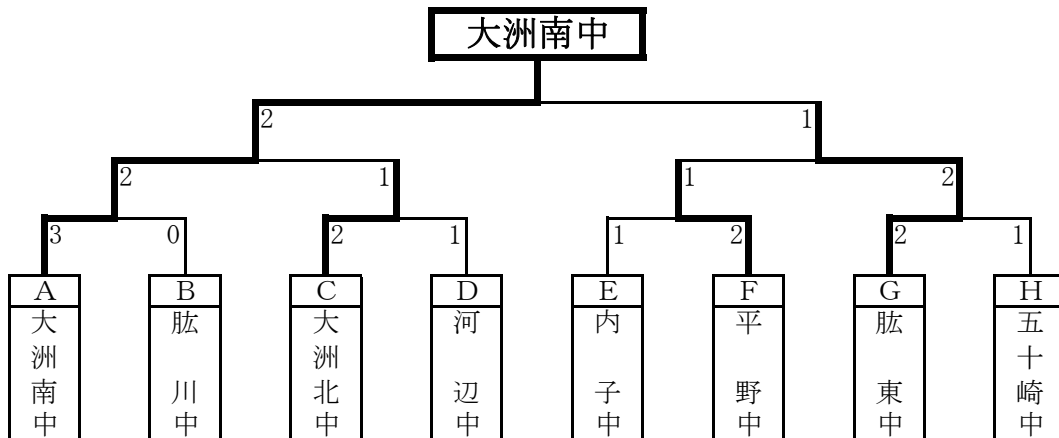 大洲南中
2 1
2 1 1 2
3 0 2 1 1 2 2 1
A B C D E F G H
大洲南中 肱川中 大洲北中 河辺中 内子中 平野中 肱東中 五十崎中